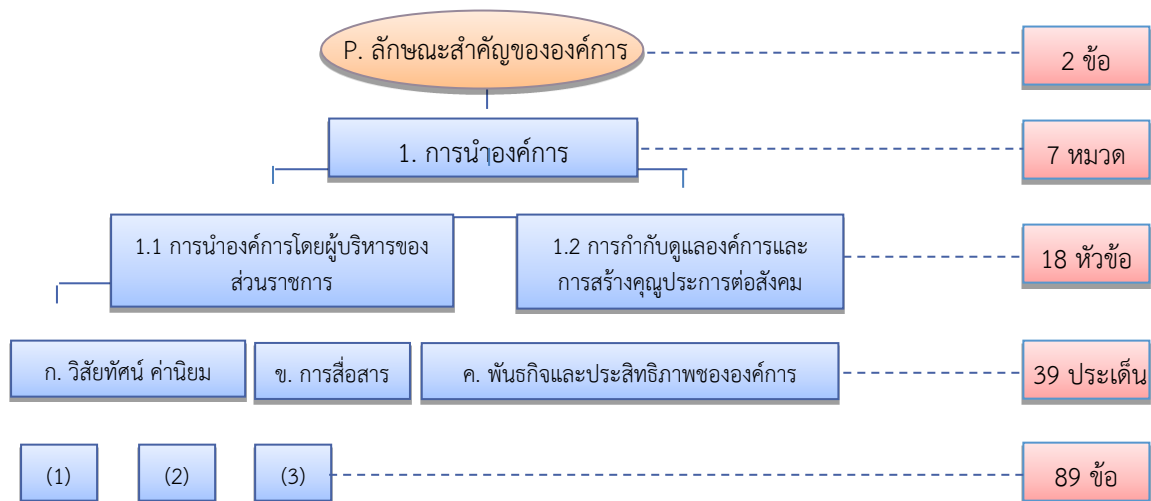 P. ลักษณะสำคัญขององค์การ
2 ข้อ
1. การนำองค์การ
7 หมวด
1.1 การนำองค์การโดยผู้บริหารของ
ส่วนราชการ
1.2 การกำกับดูแลองค์การและ
การสร้างคุณูประการต่อสังคม
18 หัวข้อ
ก. วิสัยทัศน์ ค่านิยม
ข. การสื่อสาร
ค. พันธกิจและประสิทธิภาพชององค์การ
39 ประเด็น
(1)
(2)
(3)
89 ข้อ